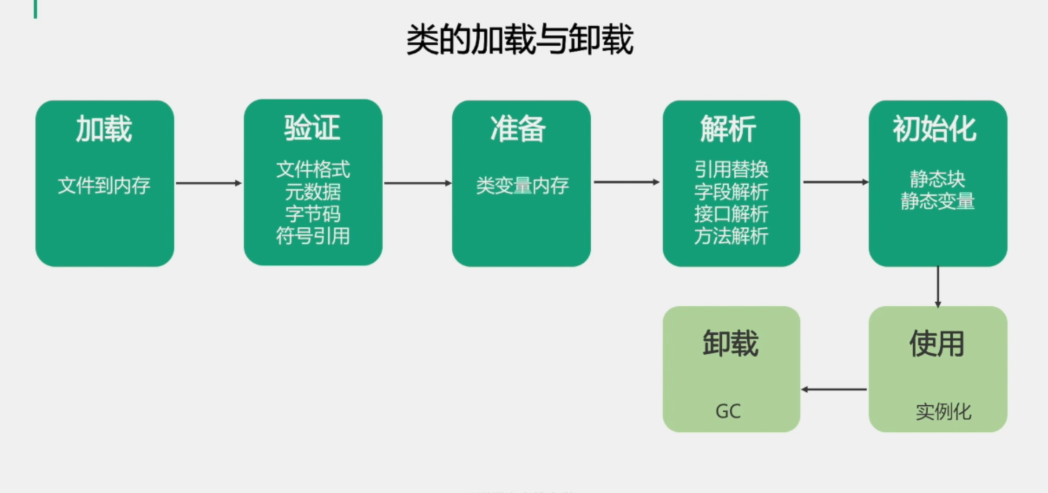 类的加载与卸载
加载
文件到内存
验证
文件格式
元数据
字节码
符号引用
准备
类变量内存
解析
引用替换
字段解析
接口解析
方法解析
初始化
静态块
静态变量
使用
实例化
卸载
GC